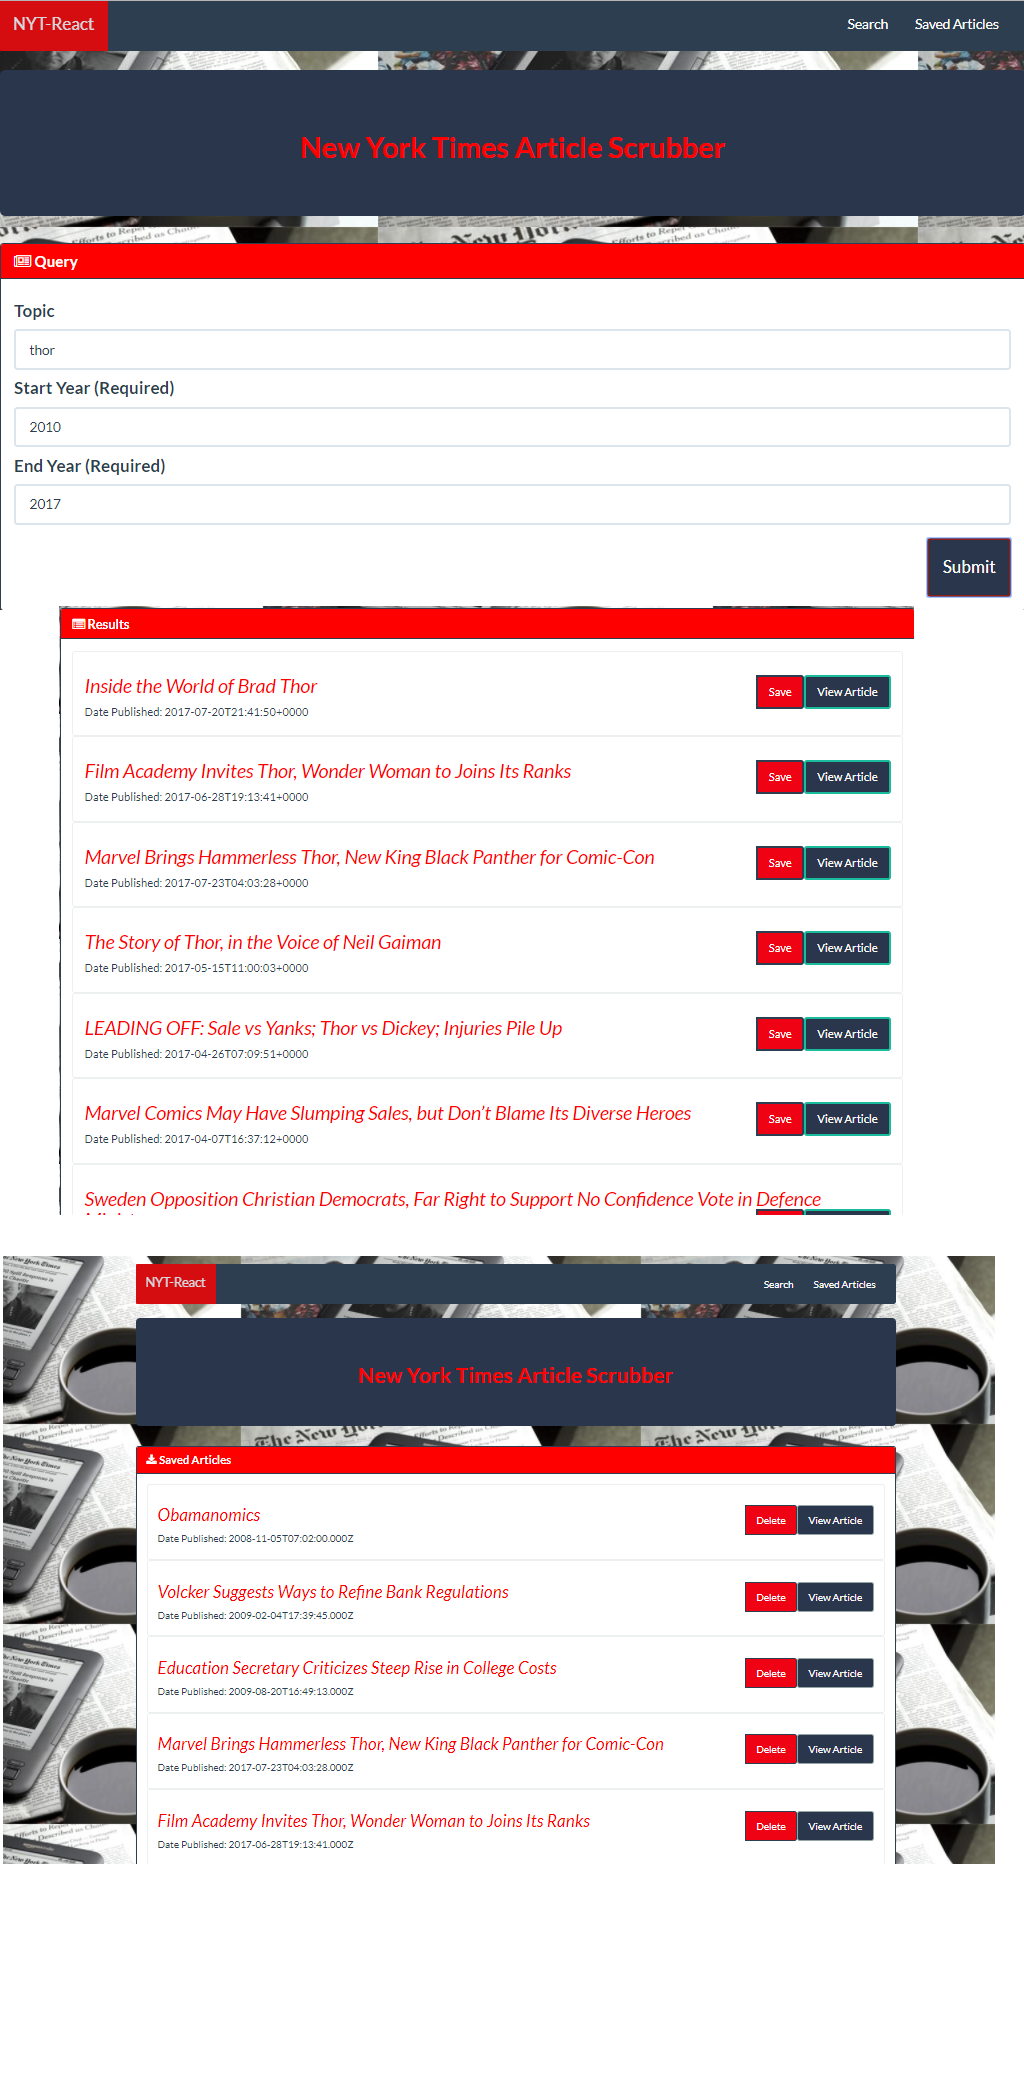 NYT-React
Search Saved Articles
New York Times Article Scrubber
Query
Topic
thor
Start Year (Required)
2010
End Year (Required)
2017
Submit
Results
Inside the World of Brad Thor
Date Published: 2017-07-20T21:41:50+0000
Save View Article
Film Academy Invites Thor, Wonder Woman to Joins Its Ranks
Date Published: 2017-06-28T19:13:41+0000
Save View Article
Marvel Brings Hammerless Thor, New King Black Panther for Comic-Con
Date Published: 2017-07-23T04:03:28+0000
Save View Article
The Story of Thor, in the Voice of Neil Gaiman
Date Published: 2017-05-15T11:00:03+0000
Save View Article
LEADING OFF: Sale vs Yanks; Thor vs Dickey; Injuries Pile Up
Date Published: 2017-04-26T07:09:51+0000
Save View Article
Marvel Comics May Have Slumping Sales, but Don't Blame Its Diverse Heroes
Date Published: 2017-04-07T16:37:12+0000
Save View Article
Sweden Opposition Christian Democrats, Far Right to Support No Confidence Vote in Defence
NYT-React
Search Saved Articles
New York Times Article Scrubber
The New York
Saved Articles
Obamanomics
Date Published: 2008-11-05T07:02:00.000Z
Delete View Article
Volcker Suggests Ways to Refine Bank Regulations
Date Published: 2009-02-04T17:39:45.000Z
Delete View Article
Education Secretary Criticizes Steep Rise in College Costs
Date Published: 2009-08-20T16:49:13.000Z
Delete View Article
Marvel Brings Hammerless Thor, New King Black Panther for Comic-Con
Date Published: 2017-07-23T04:03:28.000Z
Delete View Article
Film Academy Invites Thor, Wonder Woman to Joins Its Ranks
Date Published: 2017-06-28T19:13:41.000Z
Delete View Article